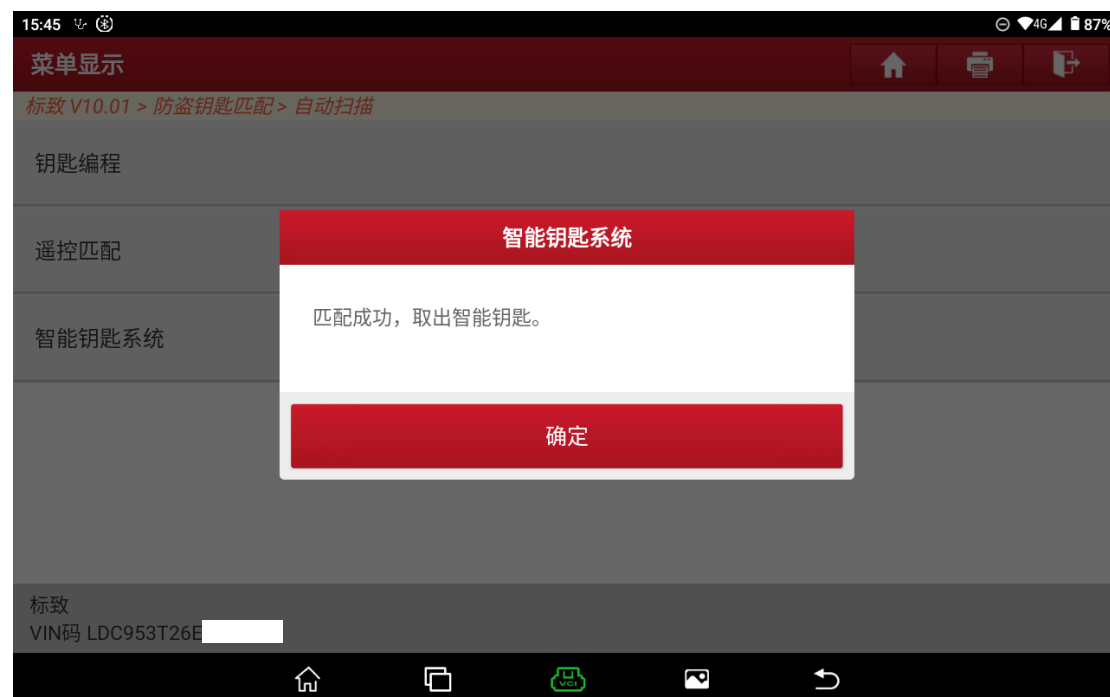 15:45
4G
87%
菜单显示
标致 V10.01 > 防盗钥匙匹配 > 自动扫描
钥匙编程
遥控匹配
智能钥匙系统
智能钥匙系统
匹配成功，取出智能钥匙。
确定
标致
VIN码 LDC953T26E
VCI